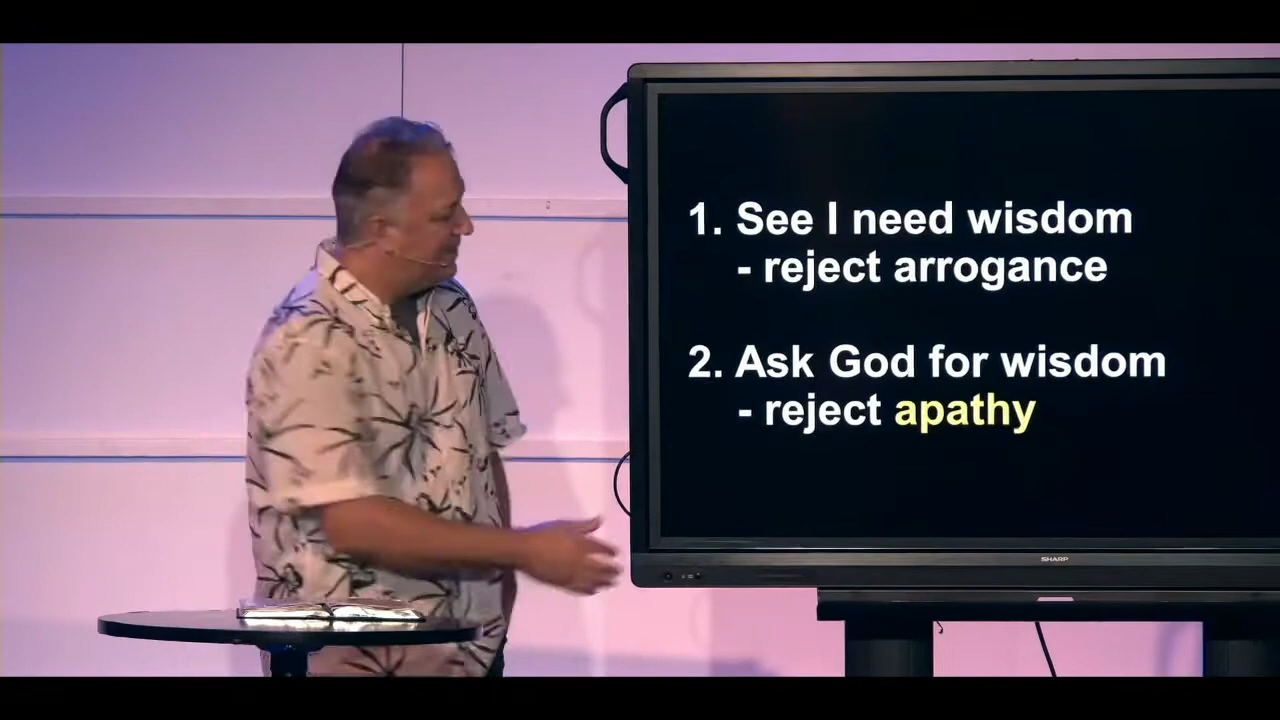 1. See I need wisdom
- reject arrogance
2. Ask God for wisdom
- reject apathy
SHARP